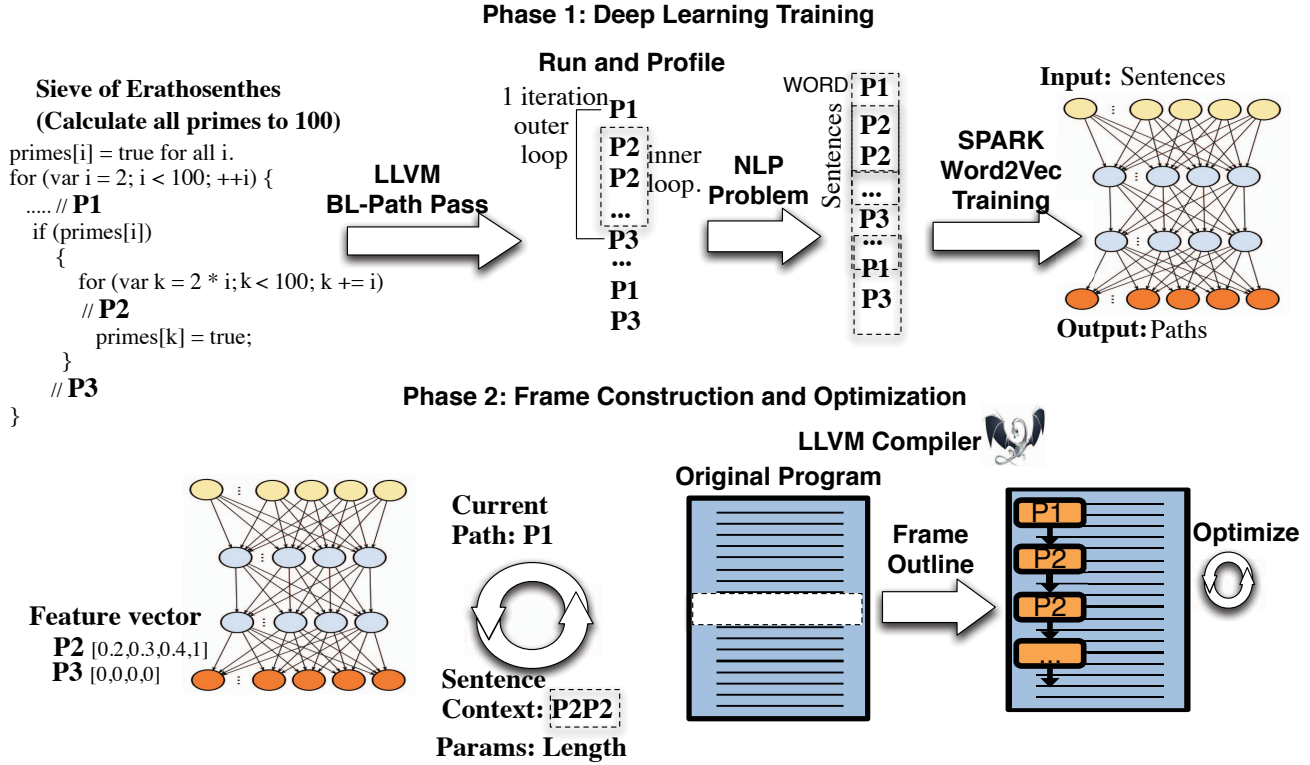 Phase 1: Deep Learning Training
Sieve of Erathosenthes
(Calculate all primes to 100)
primes[i] = true for all i.
for (var i = 2; i < 100; ++i) {
..... // P1
if (primes[i])
{
for (var k = 2 * i; k < 100; k += i)
// P2
primes[k] = true;
}
// P3
}
LLVM
BL-Path Pass
Run and Profile
1 iteration
outer
loop
P1
P2
P2
...
P3
...
P1
P3
inner
loop.
NLP
Problem
WORD
Sentences
P1
P2
P2
...
P3
...
P1
P3
SPARK
Word2Vec
Training
Input: Sentences
...
...
...
Output: Paths
Phase 2: Frame Construction and Optimization
LLVM Compiler
...
...
...
...
Feature vector
P2 [0.2,0.3,0.4,1]
P3 [0,0,0,0]
Current
Path: P1
Sentence
Context: P2P2
Params: Length
Original Program
Frame
Outline
P1
P2
P2
...
Optimize